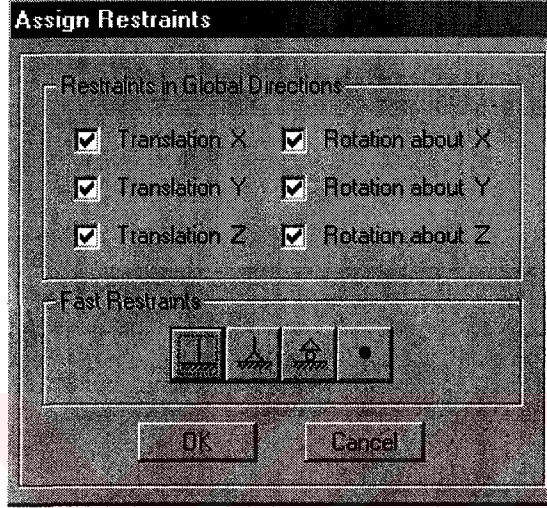 Assign Restraints
Restraints in Global Directions
Translation X Rotation about X
Translation Y Rotation about Y
Translation Z Rotation about Z
Fast Restraints
OK Cancel